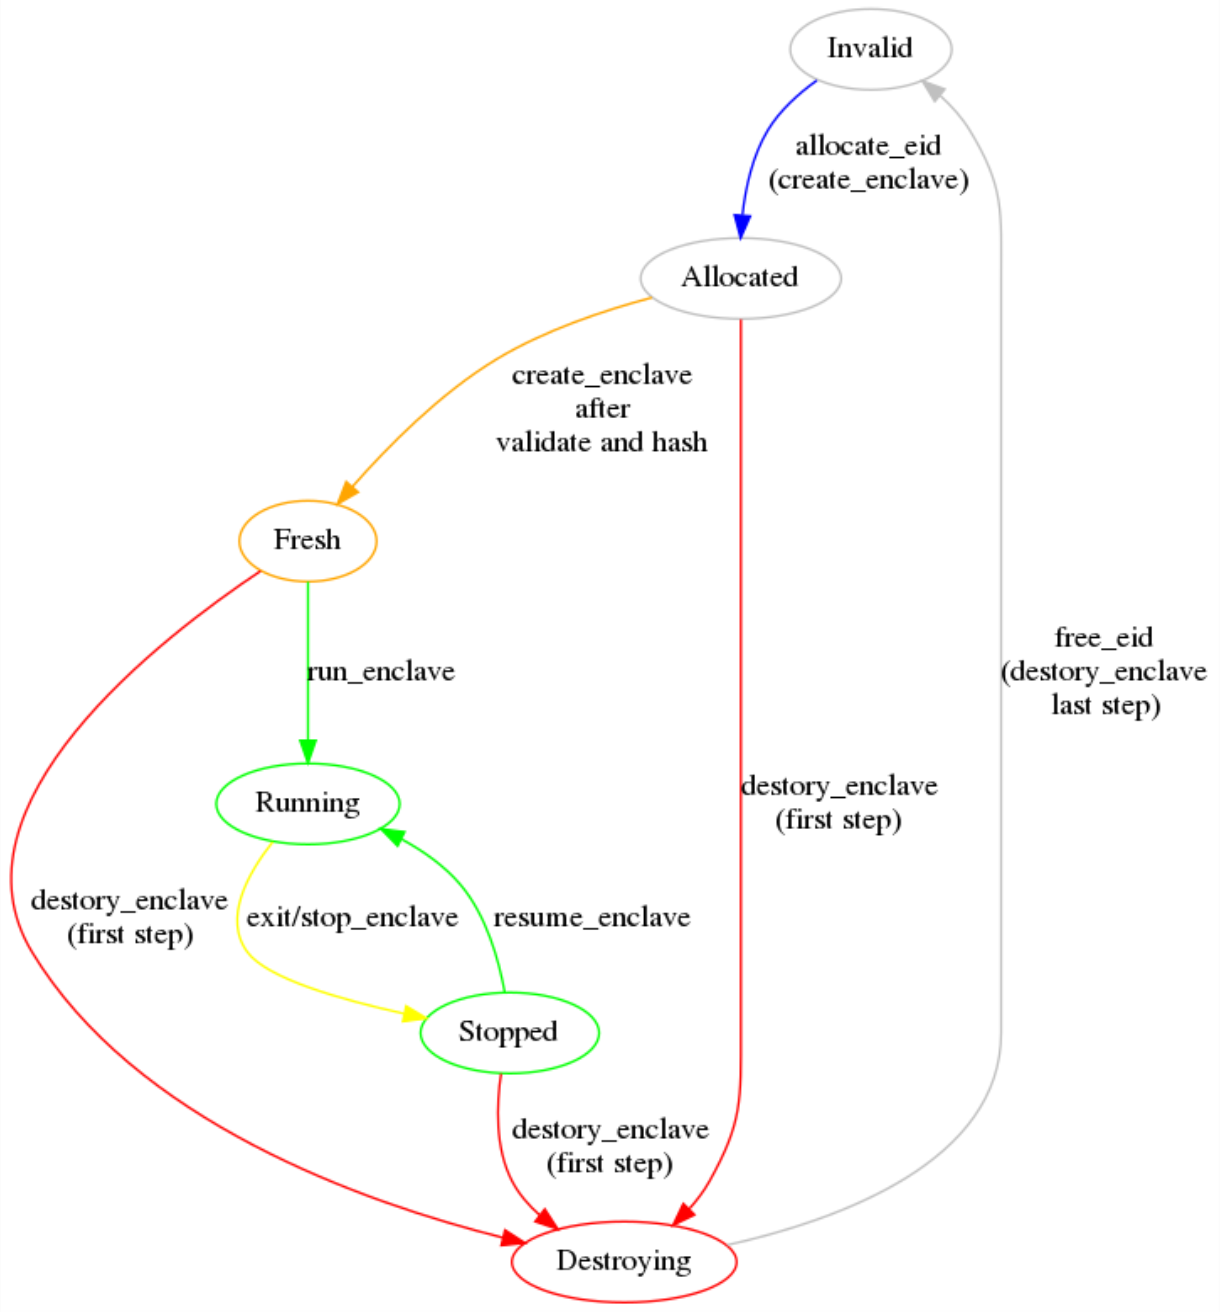 Invalid
allocate_eid
(create_enclave)
Allocated
create_enclave
after
validate and hash
Fresh
run_enclave
free_eid
(destory_enclave
last step)
Running
destory_enclave
(first step)
destory_enclave
(first step)
exit/stop_enclave
resume_enclave
Stopped
destory_enclave
(first step)
Destroying